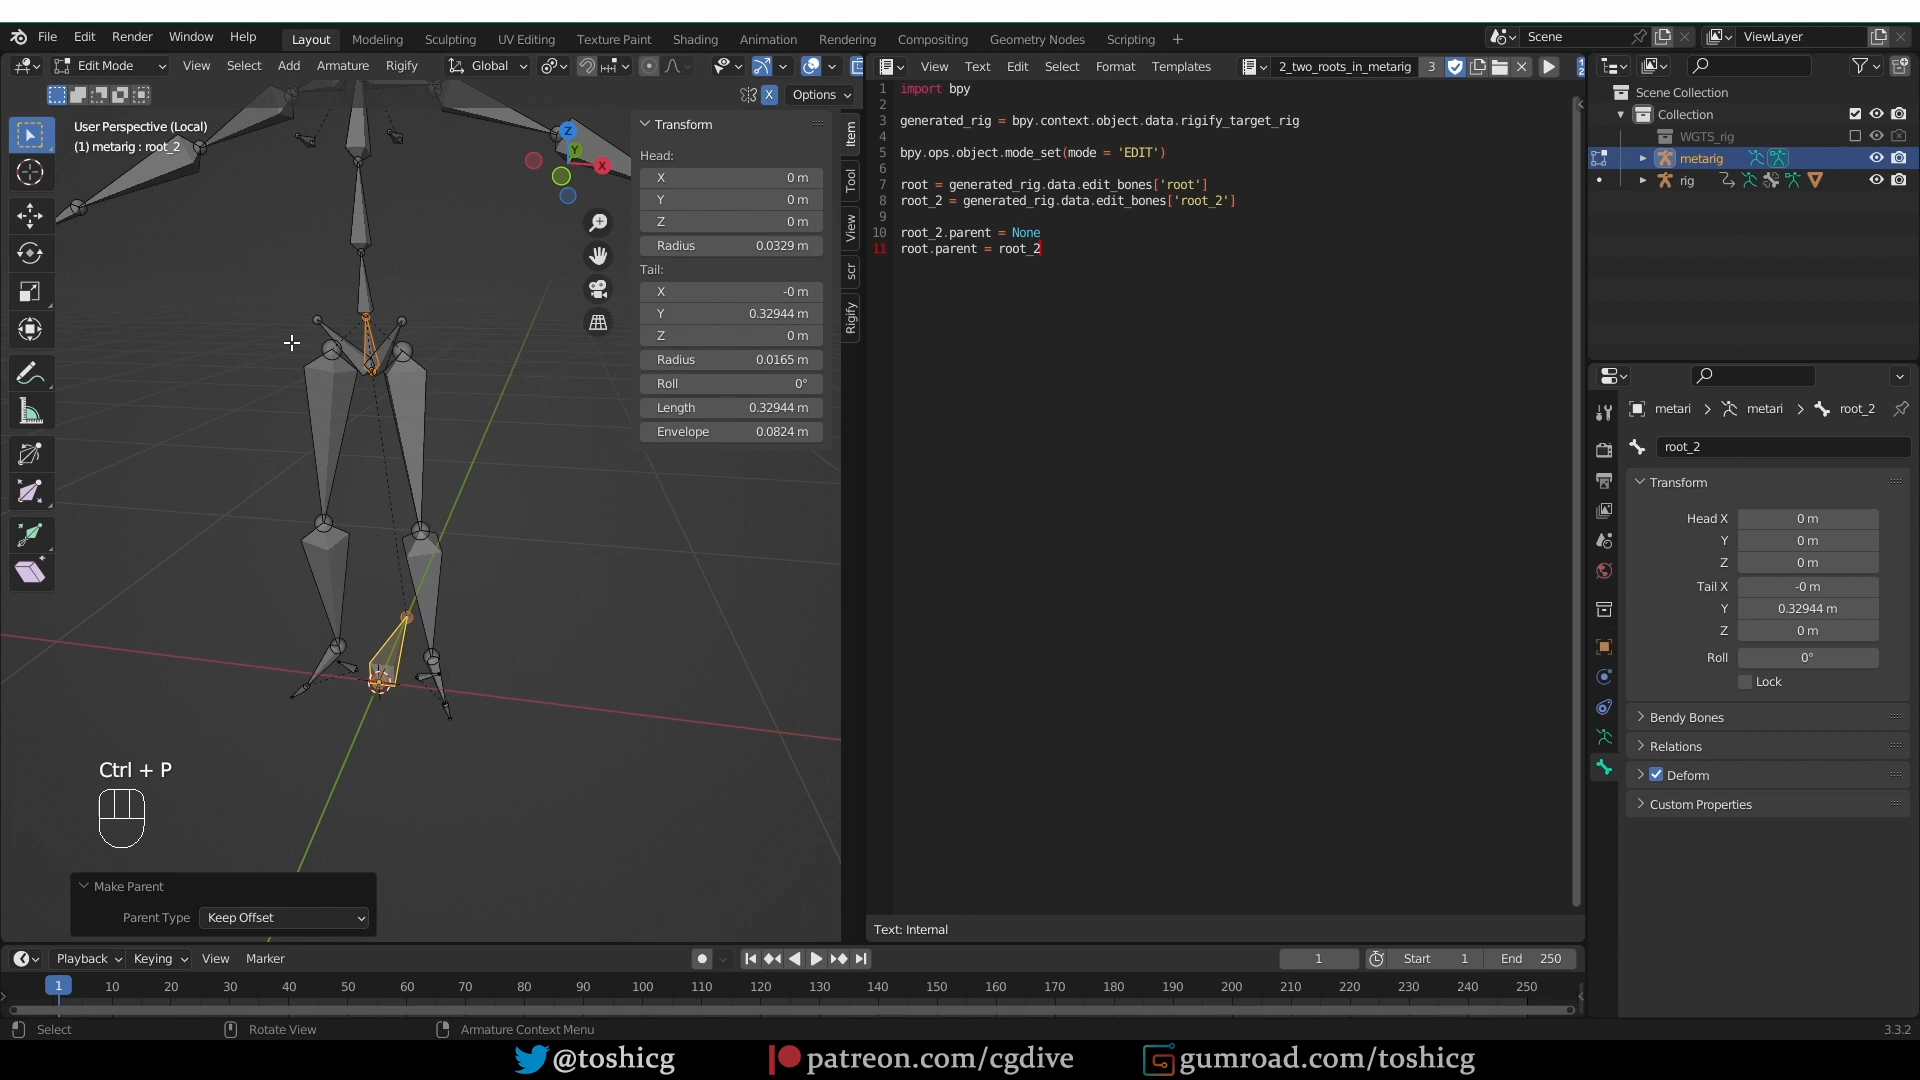 File Edit Render Window Help Layout Modeling Sculpting UV Editing Texture Paint Shading Animation Rendering Compositing Geometry Nodes Scripting + Scene ViewLayer
Edit Mode View Select Add Armature Rigify Global
View Text Edit Select Format Templates 2_two_roots_in_metarig 3
X Options
User Perspective (Local)
(1) metarig : root_2
Z
Y
X
Transform
Head:
X 0 m
Y 0 m
Z 0 m
Radius 0.0329 m
Tail:
X -0 m
Y 0.32944 m
Z 0 m
Radius 0.0165 m
Roll 0°
Length 0.32944 m
Envelope 0.0824 m
Item
Tool
View
scr
Rigify
1 import bpy
2
3 generated_rig = bpy.context.object.data.rigify_target_rig
4
5 bpy.ops.object.mode_set(mode = 'EDIT')
6
7 root = generated_rig.data.edit_bones['root']
8 root_2 = generated_rig.data.edit_bones['root_2']
9
10 root_2.parent = None
11 root.parent = root_2
Text: Internal
Scene Collection
Collection
WGTS_rig
metarig
rig
metari metari root_2
root_2
Transform
Head X 0 m
Y 0 m
Z 0 m
Tail X -0 m
Y 0.32944 m
Z 0 m
Roll 0°
Lock
Bendy Bones
Relations
Deform
Custom Properties
Ctrl + P
Make Parent
Parent Type Keep Offset
Playback Keying View Marker 1 Start 1 End 250
1 10 20 30 40 50 60 70 80 90 100 110 120 130 140 150 160 170 180 190 200 210 220 230 240 250
Select Rotate View Armature Context Menu 3.3.2
@toshicg patreon.com/cgdive gumroad.com/toshicg